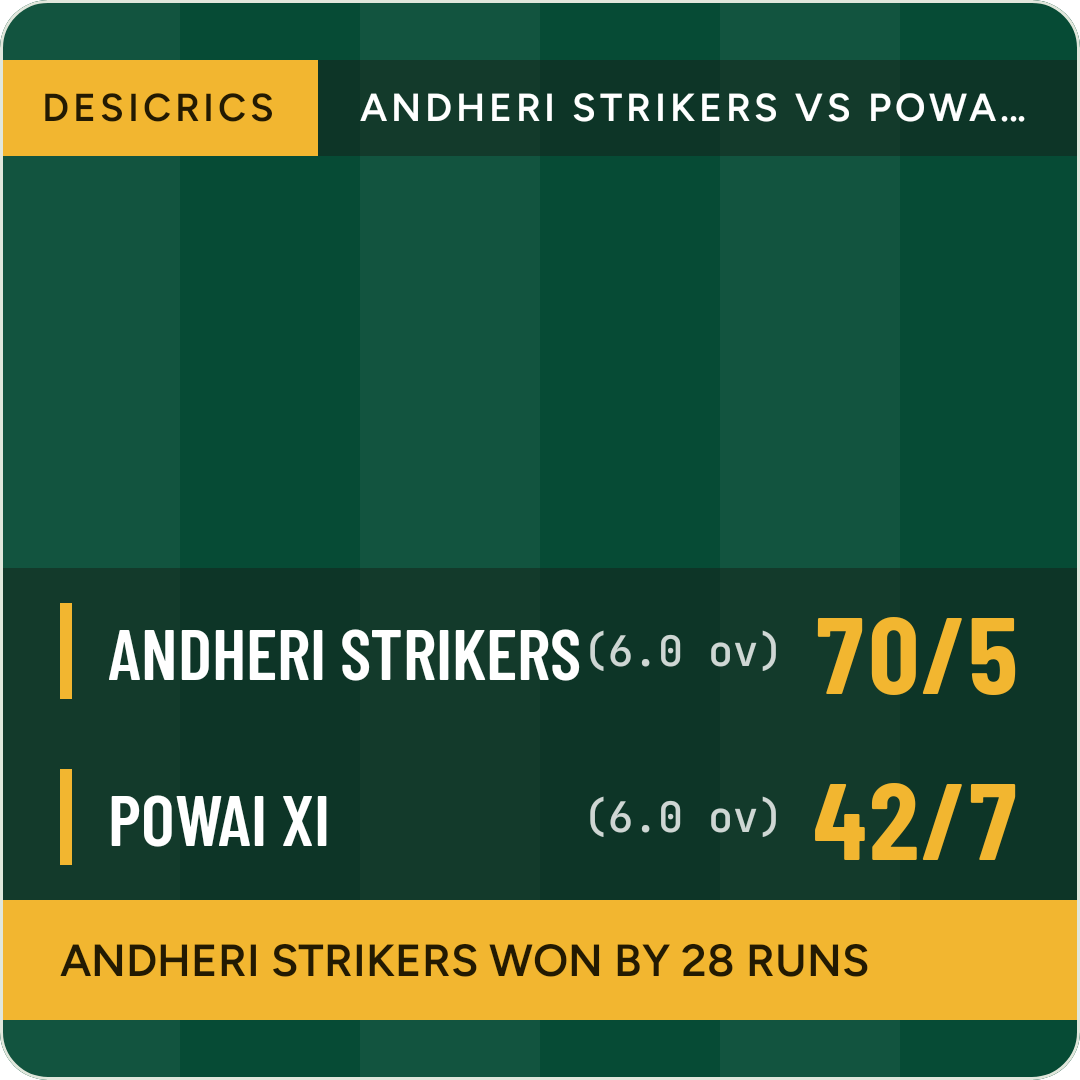 DESICRICS ANDHERI STRIKERS VS POWA…
ANDHERI STRIKERS (6.0 ov) 70/5
POWAI XI (6.0 ov) 42/7
ANDHERI STRIKERS WON BY 28 RUNS